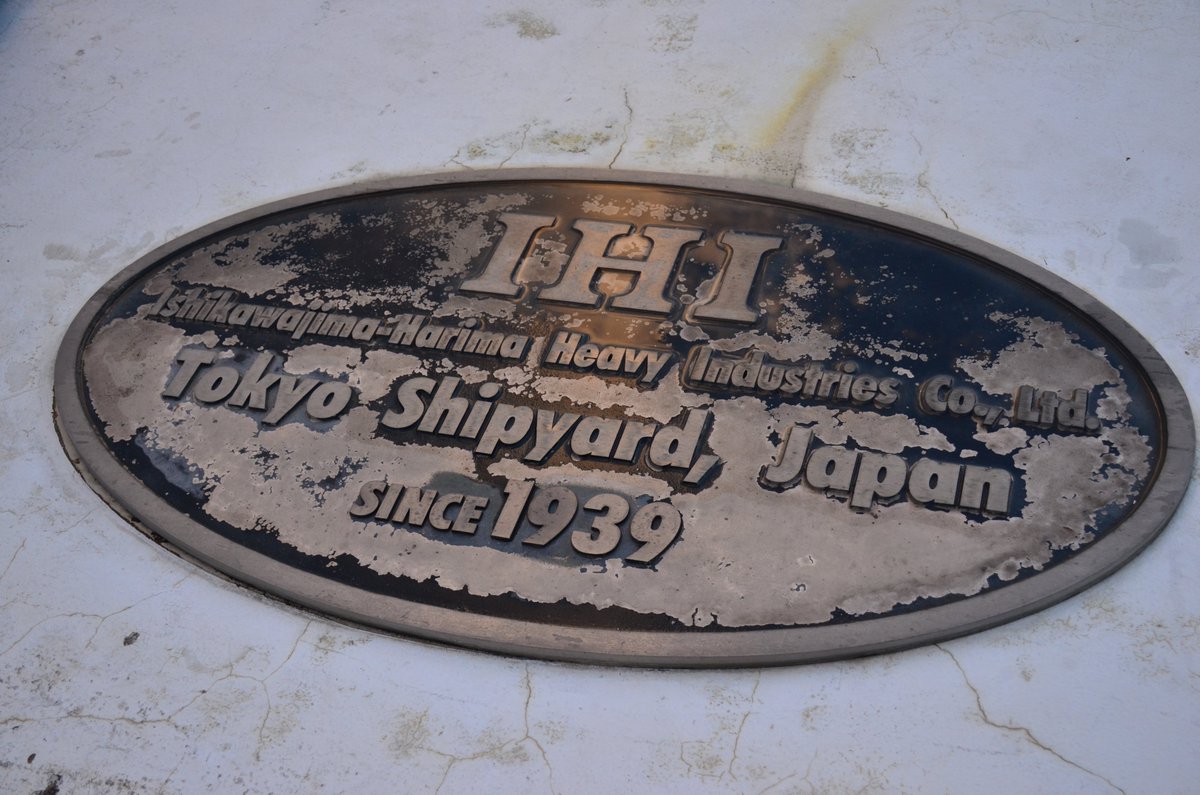 IHI
Ishikawajima-Harima Heavy Industries Co., Ltd.
Tokyo Shipyard, Japan
SINCE 1939